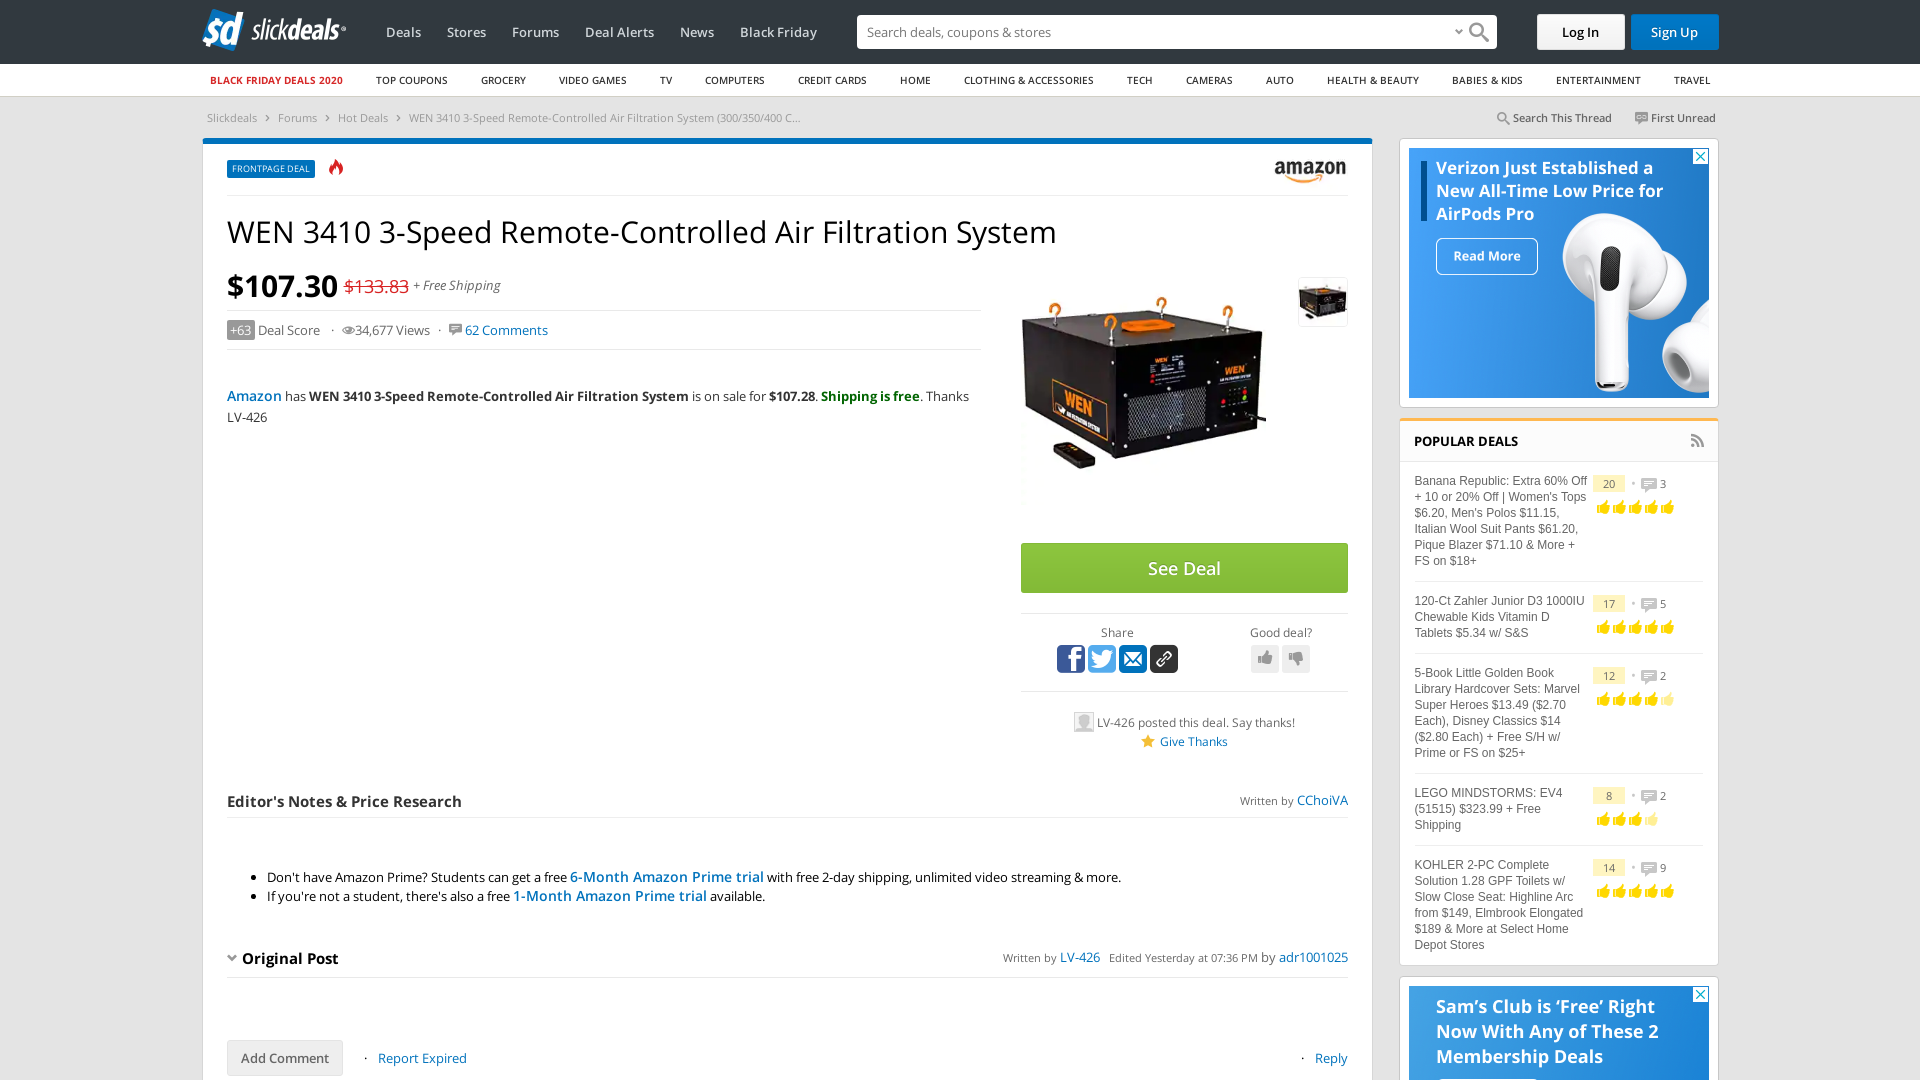 sd slickdeals
Deals
Stores
Forums
Deal Alerts
News
Black Friday
Search deals, coupons & stores
Log In
Sign Up
BLACK FRIDAY DEALS 2020
TOP COUPONS
GROCERY
VIDEO GAMES
TV
COMPUTERS
CREDIT CARDS
HOME
CLOTHING & ACCESSORIES
TECH
CAMERAS
AUTO
HEALTH & BEAUTY
BABIES & KIDS
ENTERTAINMENT
TRAVEL
Slickdeals › Forums › Hot Deals › WEN 3410 3-Speed Remote-Controlled Air Filtration System (300/350/400 C...
Search This Thread
First Unread
FRONTPAGE DEAL
amazon
WEN 3410 3-Speed Remote-Controlled Air Filtration System
$107.30 $133.83 + Free Shipping
+63 Deal Score · 34,677 Views · 62 Comments
Amazon has WEN 3410 3-Speed Remote-Controlled Air Filtration System is on sale for $107.28. Shipping is free. Thanks
LV-426
WEN
WEN
WEN
AIR FILTRATION SYSTEM
See Deal
Share
Good deal?
LV-426 posted this deal. Say thanks!
Give Thanks
Editor's Notes & Price Research
Written by CChoiVA
• Don't have Amazon Prime? Students can get a free 6-Month Amazon Prime trial with free 2-day shipping, unlimited video streaming & more.
• If you're not a student, there's also a free 1-Month Amazon Prime trial available.
Original Post
Written by LV-426 Edited Yesterday at 07:36 PM by adr1001025
Add Comment
· Report Expired
· Reply
Verizon Just Established a
New All-Time Low Price for
AirPods Pro
Read More
POPULAR DEALS
Banana Republic: Extra 60% Off
+ 10 or 20% Off | Women's Tops
$6.20, Men's Polos $11.15,
Italian Wool Suit Pants $61.20,
Pique Blazer $71.10 & More +
FS on $18+
20 • 3
120-Ct Zahler Junior D3 1000IU
Chewable Kids Vitamin D
Tablets $5.34 w/ S&S
17 • 5
5-Book Little Golden Book
Library Hardcover Sets: Marvel
Super Heroes $13.49 ($2.70
Each), Disney Classics $14
($2.80 Each) + Free S/H w/
Prime or FS on $25+
12 • 2
LEGO MINDSTORMS: EV4
(51515) $323.99 + Free
Shipping
8 • 2
KOHLER 2-PC Complete
Solution 1.28 GPF Toilets w/
Slow Close Seat: Highline Arc
from $149, Elmbrook Elongated
$189 & More at Select Home
Depot Stores
14 • 9
Sam's Club is 'Free' Right
Now With Any of These 2
Membership Deals